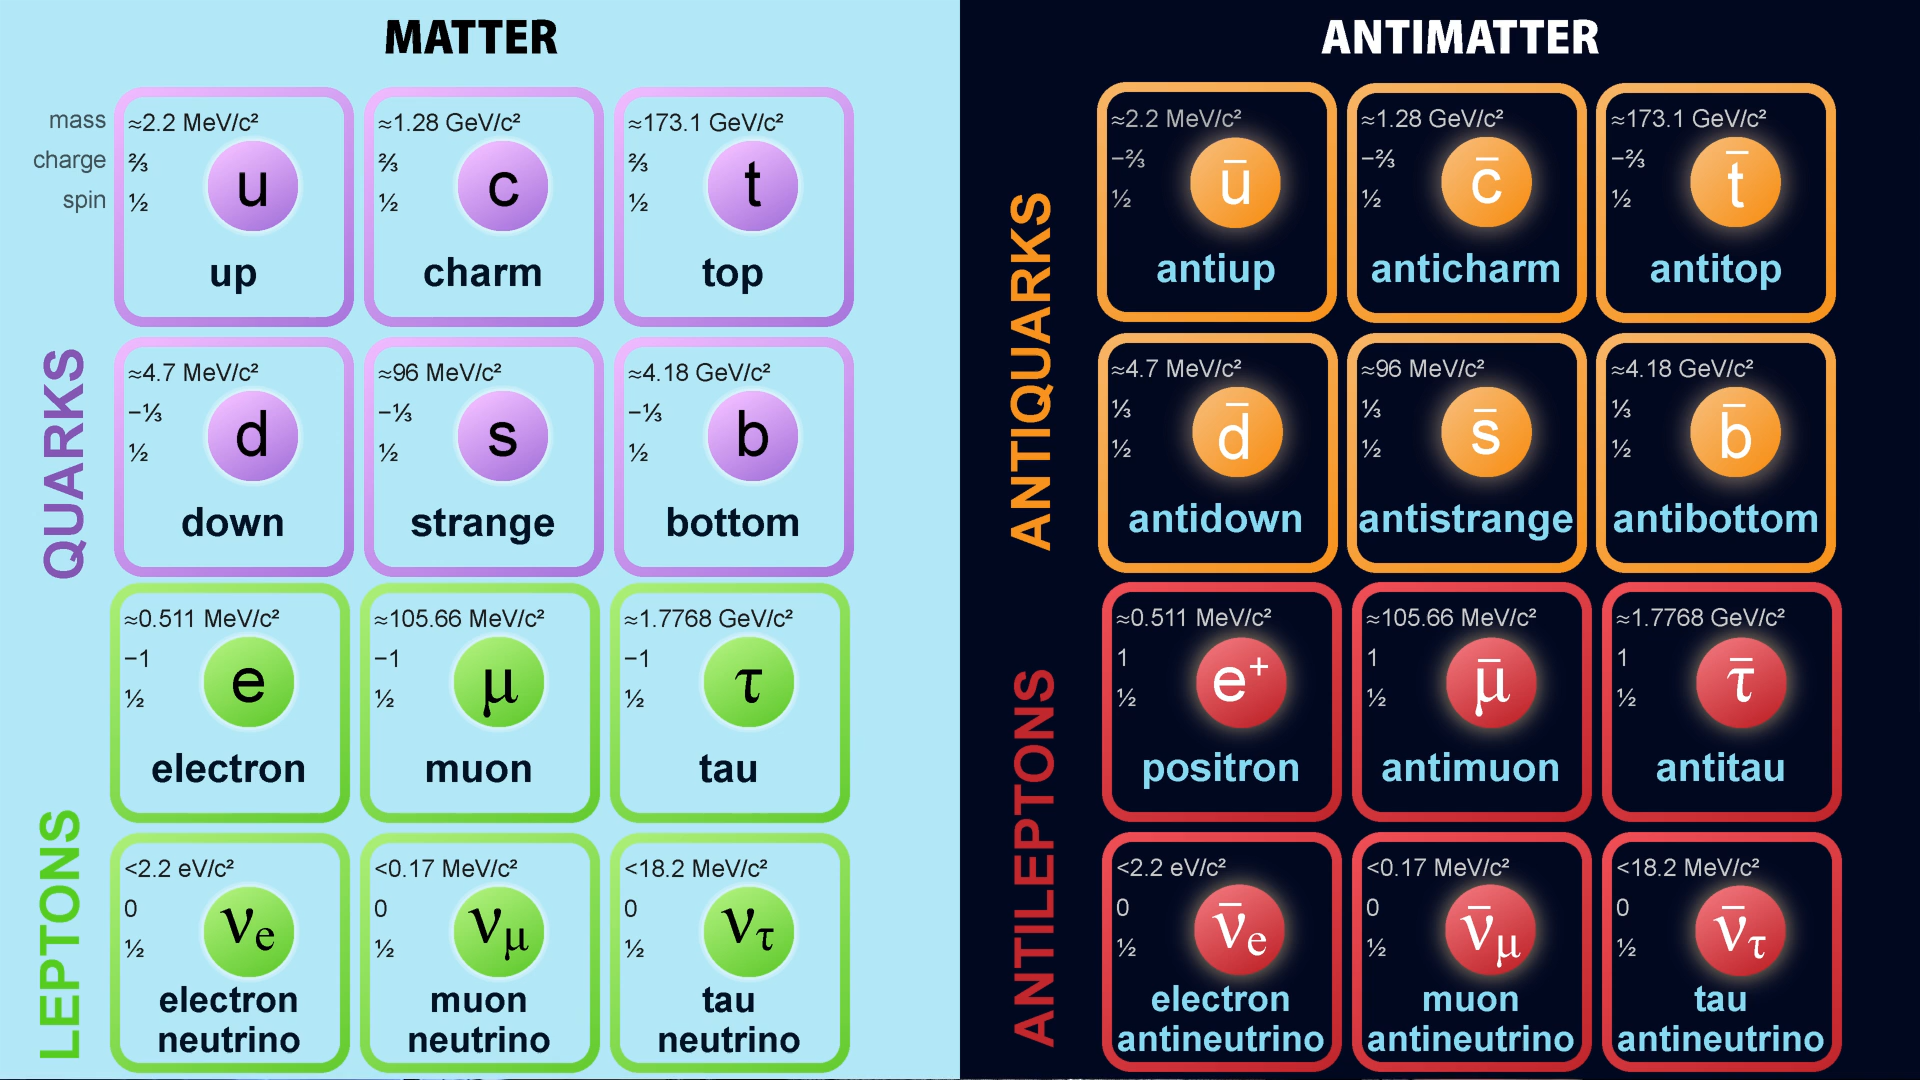 MATTER
mass
charge
spin
≈2.2 MeV/c²
⅔
½
u
up
≈1.28 GeV/c²
⅔
½
c
charm
≈173.1 GeV/c²
⅔
½
t
top
QUARKS
≈4.7 MeV/c²
−⅓
½
d
down
≈96 MeV/c²
−⅓
½
s
strange
≈4.18 GeV/c²
−⅓
½
b
bottom
≈0.511 MeV/c²
−1
½
e
electron
≈105.66 MeV/c²
−1
½
μ
muon
≈1.7768 GeV/c²
−1
½
τ
tau
LEPTONS
<2.2 eV/c²
0
½
νe
electron
neutrino
<0.17 MeV/c²
0
½
νμ
muon
neutrino
<18.2 MeV/c²
0
½
ντ
tau
neutrino
ANTIMATTER
≈2.2 MeV/c²
−⅔
½
u̅
antiup
≈1.28 GeV/c²
−⅔
½
c̅
anticharm
≈173.1 GeV/c²
−⅔
½
t̅
antitop
ANTIQUARKS
≈4.7 MeV/c²
⅓
½
d̅
antidown
≈96 MeV/c²
⅓
½
s̅
antistrange
≈4.18 GeV/c²
⅓
½
b̅
antibottom
≈0.511 MeV/c²
1
½
e⁺
positron
≈105.66 MeV/c²
1
½
μ̅
antimuon
≈1.7768 GeV/c²
1
½
τ̅
antitau
ANTILEPTONS
<2.2 eV/c²
0
½
ν̅e
electron
antineutrino
<0.17 MeV/c²
0
½
ν̅μ
muon
antineutrino
<18.2 MeV/c²
0
½
ν̅τ
tau
antineutrino